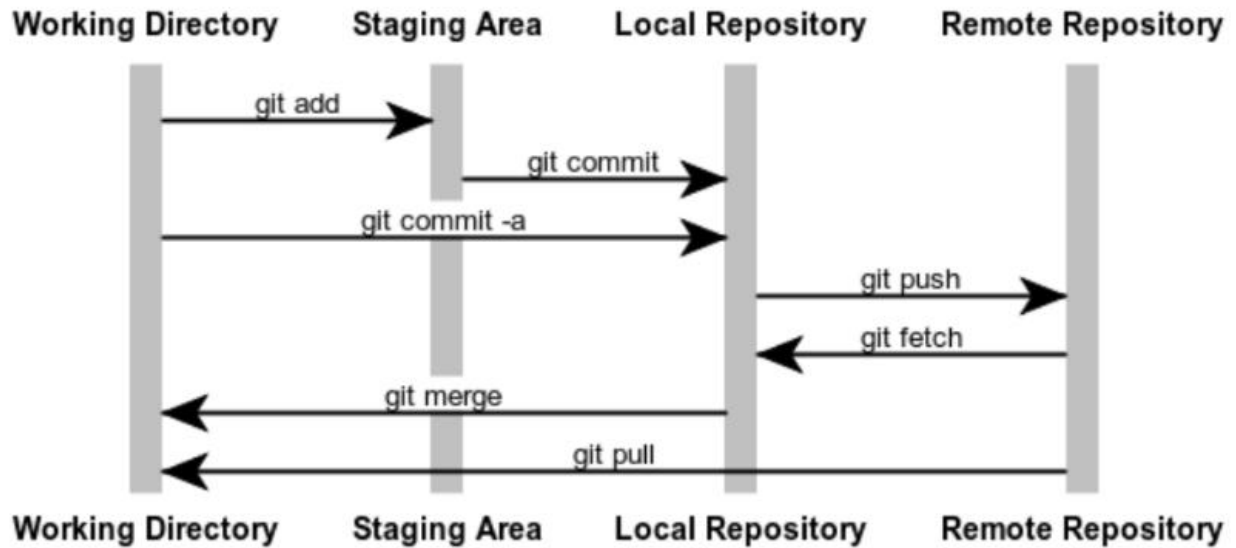 Working Directory Staging Area Local Repository Remote Repository
git add
git commit
git commit -a
git push
git fetch
git merge
git pull
Working Directory Staging Area Local Repository Remote Repository